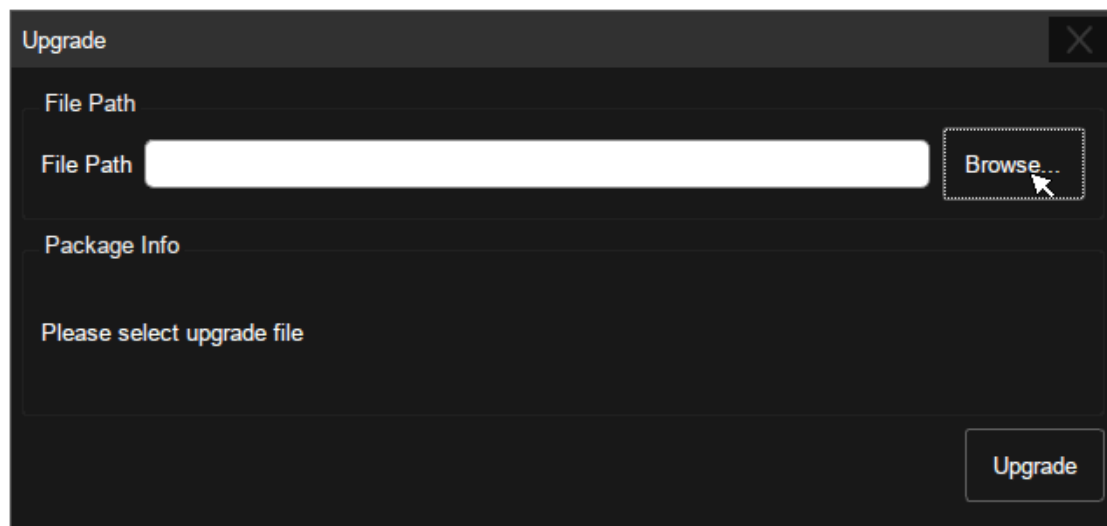 Upgrade
File Path
File Path
Browse...
Package Info
Please select upgrade file
Upgrade